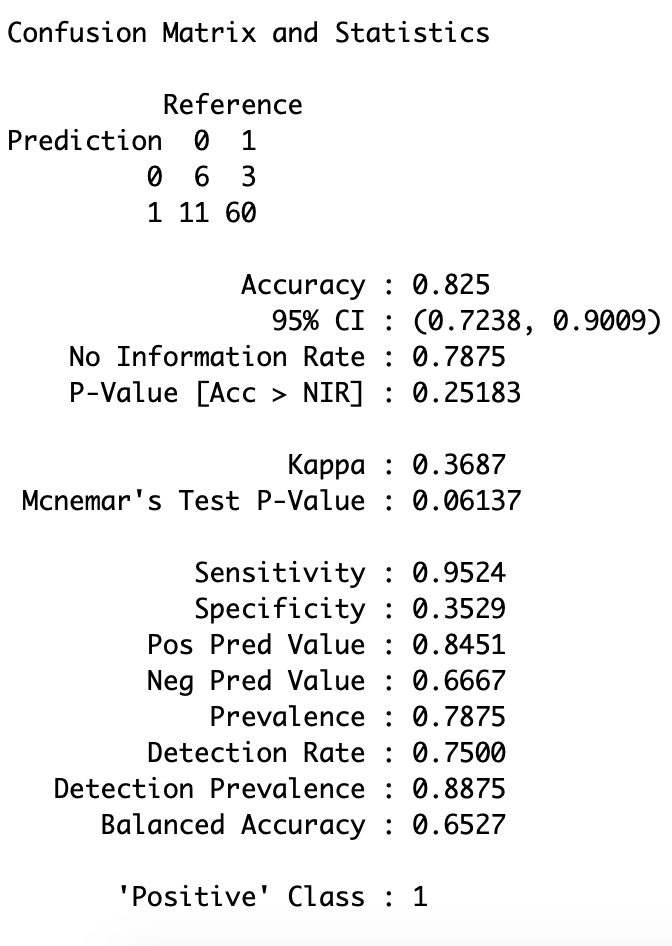 Confusion Matrix and Statistics
Reference
Prediction 0 1
0 6 3
1 11 60
Accuracy : 0.825
95% CI : (0.7238, 0.9009)
No Information Rate : 0.7875
P-Value [Acc > NIR] : 0.25183
Kappa : 0.3687
Mcnemar's Test P-Value : 0.06137
Sensitivity : 0.9524
Specificity : 0.3529
Pos Pred Value : 0.8451
Neg Pred Value : 0.6667
Prevalence : 0.7875
Detection Rate : 0.7500
Detection Prevalence : 0.8875
Balanced Accuracy : 0.6527
'Positive' Class : 1